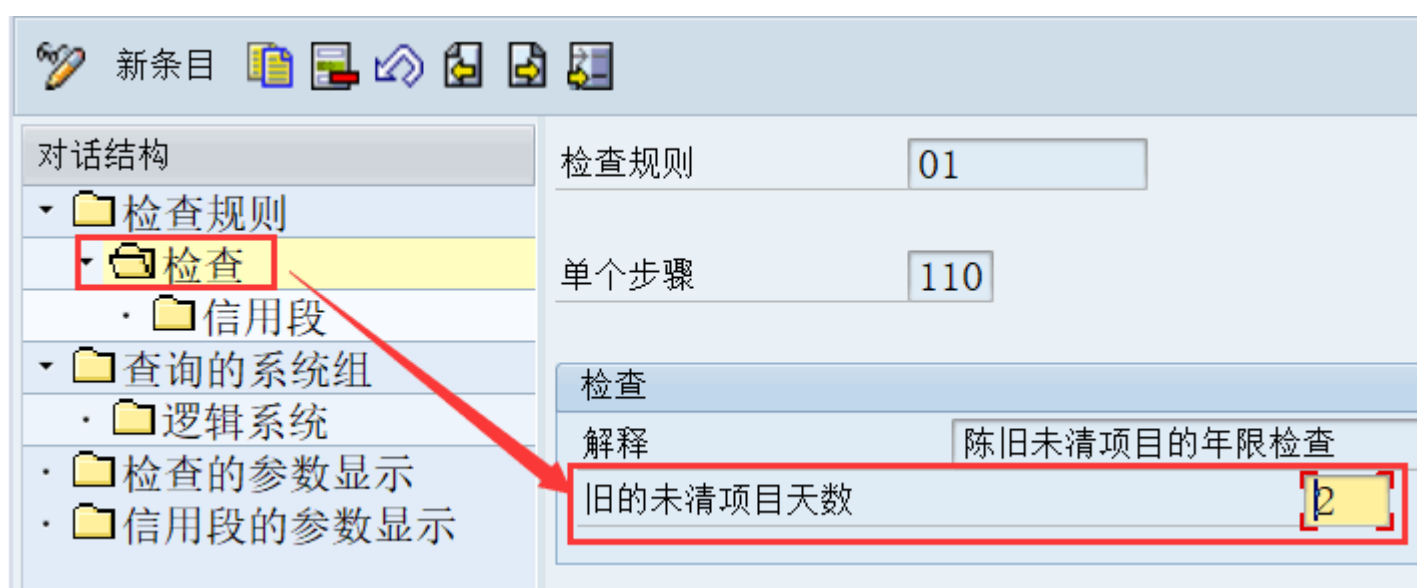 新条目
对话结构
检查规则
检查
信用段
查询的系统组
逻辑系统
检查的参数显示
信用段的参数显示
检查规则 01
单个步骤 110
检查
解释 陈旧未清项目的年限检查
旧的未清项目天数 2